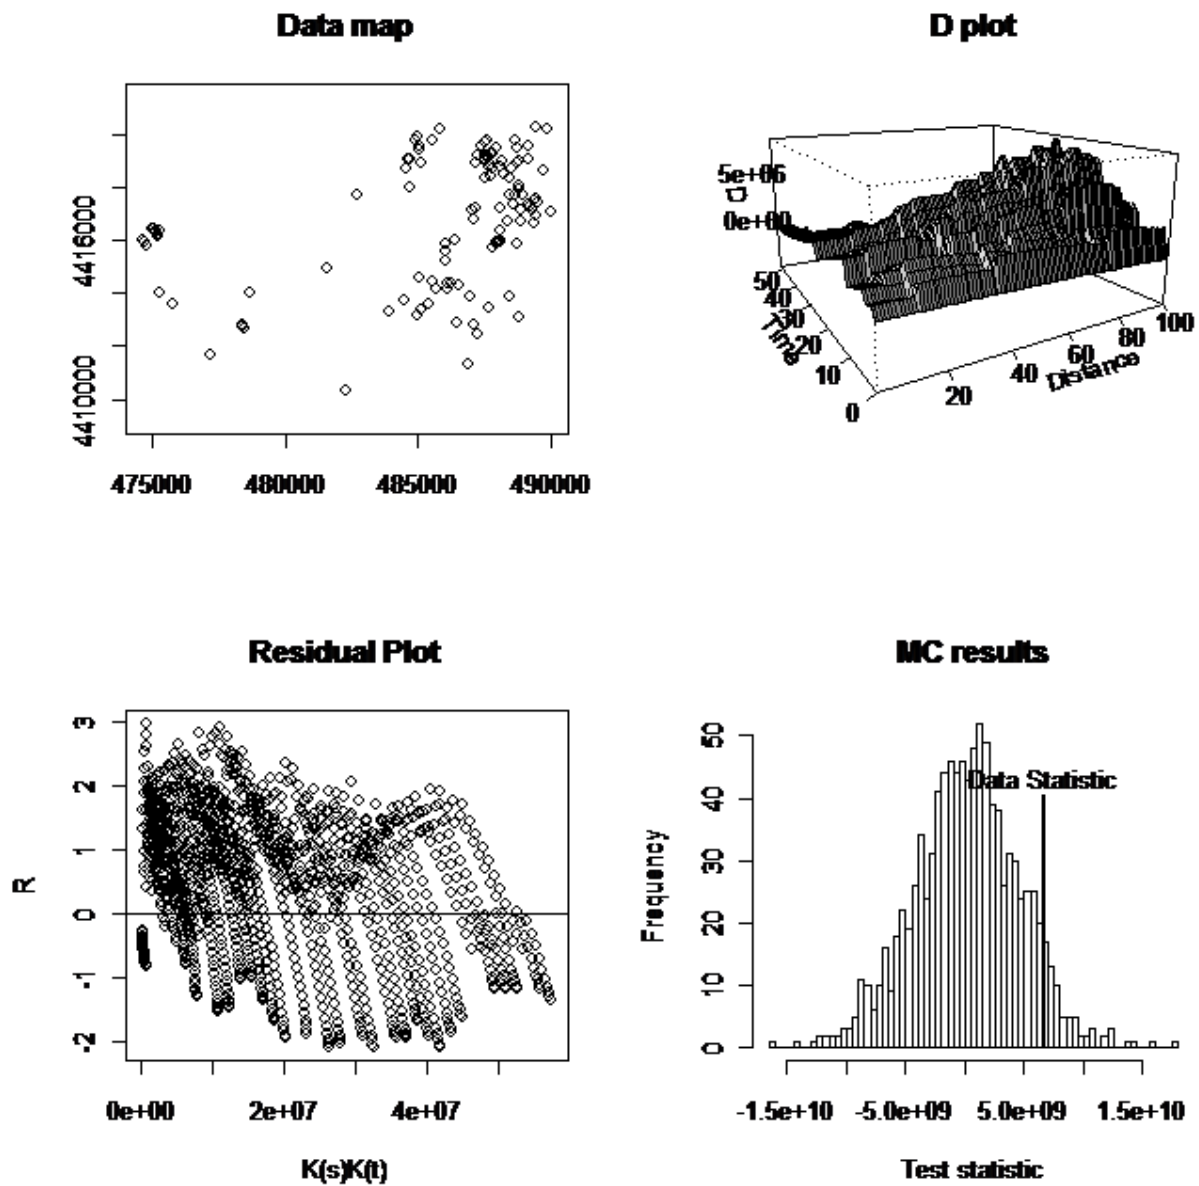 Data map
4410000 4416000
475000 480000 485000 490000
D plot
5e+06
0e+00
D
50
40
30
20
10
0
Time
20
40
60
80
100
Distance
Residual Plot
3
2
1
0
-1
-2
R
0e+00 2e+07 4e+07
K(s)K(t)
MC results
50
40
30
20
10
0
Frequency
Data Statistic
-1.5e+10 -5.0e+09 5.0e+09 1.5e+10
Test statistic